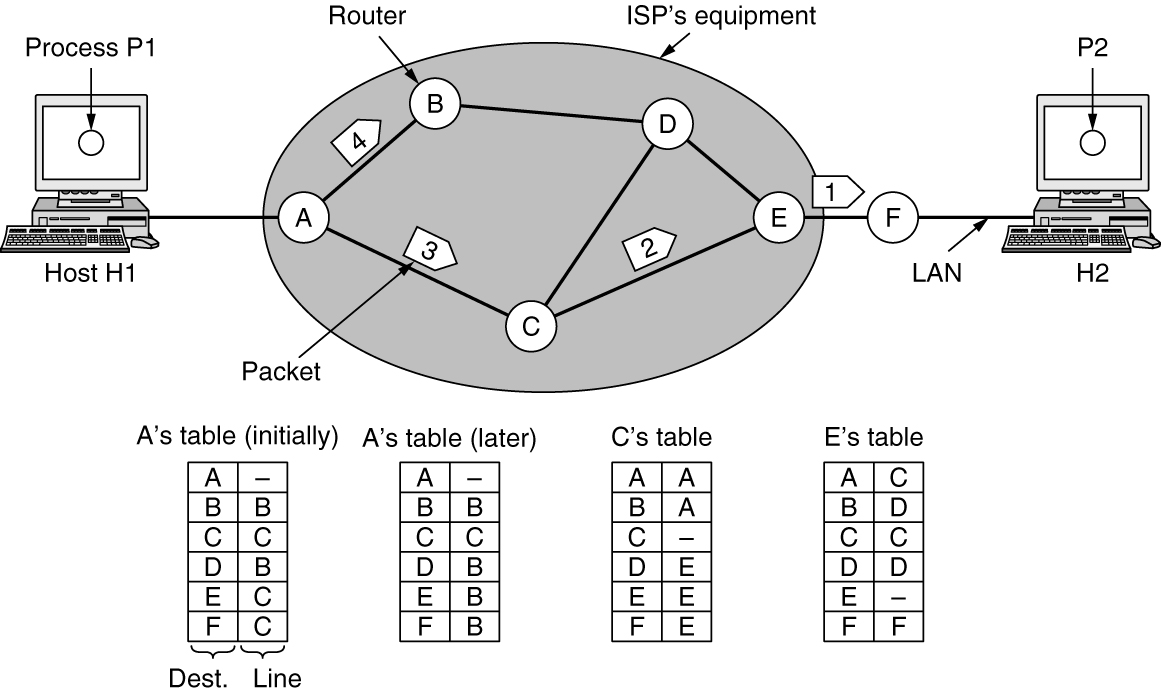 Router
ISP's equipment
Process P1
P2
B
D
4
1
A
E
F
3
2
Host H1
LAN
H2
C
Packet
A's table (initially)
A –
B B
C C
D B
E C
F C
Dest. Line
A's table (later)
A –
B B
C C
D B
E B
F B
C's table
A A
B A
C –
D E
E E
F E
E's table
A C
B D
C C
D D
E –
F F